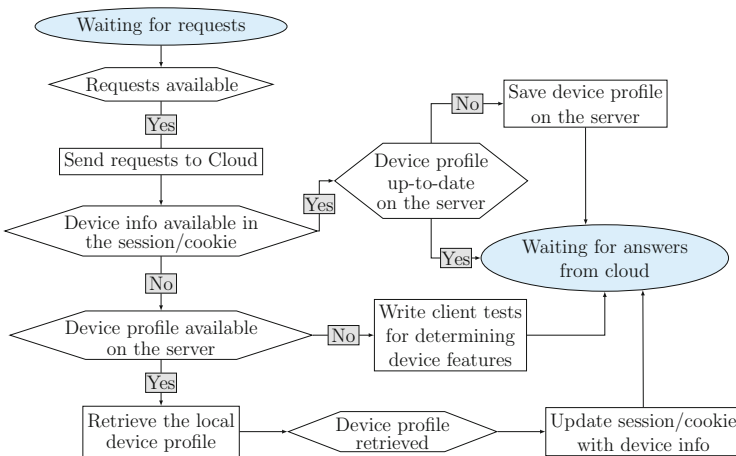 Waiting for requests
Requests available
Yes
Send requests to Cloud
Device info available in
the session/cookie
Yes
Device profile
up-to-date
on the server
No
Save device profile
on the server
Yes
Waiting for answers
from cloud
No
Device profile available
on the server
No
Write client tests
for determining
device features
Yes
Retrieve the local
device profile
Device profile
retrieved
Update session/cookie
with device info